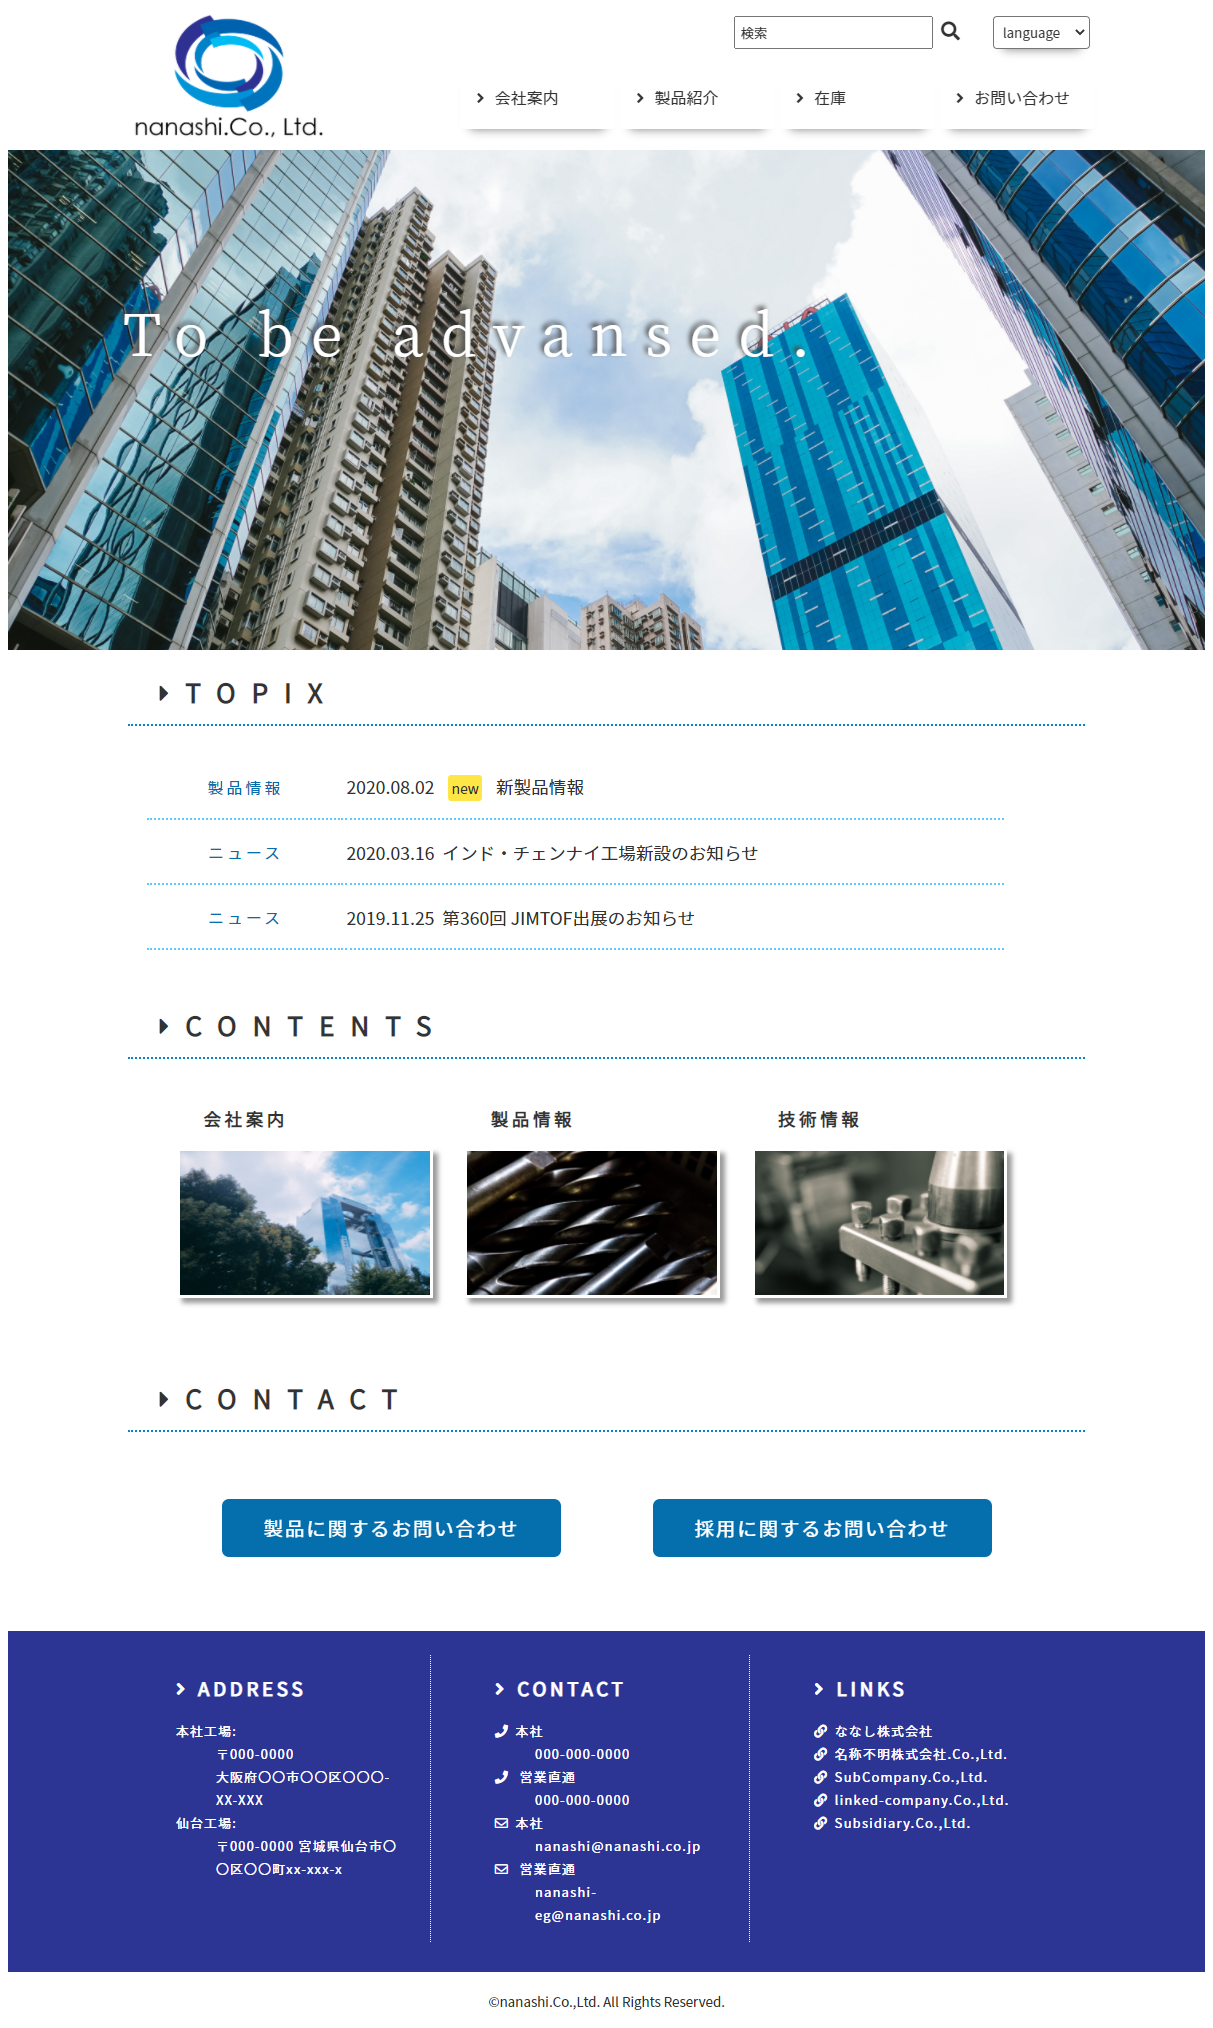 nanashi.Co., Ltd.
検索
language
会社案内
製品紹介
在庫
お問い合わせ
To be advansed.
TOPIX
製品情報 2020.08.02 new 新製品情報
ニュース 2020.03.16 インド・チェンナイ工場新設のお知らせ
ニュース 2019.11.25 第360回 JIMTOF出展のお知らせ
CONTENTS
会社案内
製品情報
技術情報
CONTACT
製品に関するお問い合わせ
採用に関するお問い合わせ
ADDRESS
本社工場:
〒000-0000
大阪府〇〇市〇〇区〇〇〇-
XX-XXX
仙台工場:
〒000-0000 宮城県仙台市〇
〇区〇〇町xx-xxx-x
CONTACT
本社
000-000-0000
営業直通
000-000-0000
本社
nanashi@nanashi.co.jp
営業直通
nanashi-
eg@nanashi.co.jp
LINKS
ななし株式会社
名称不明株式会社.Co.,Ltd.
SubCompany.Co.,Ltd.
linked-company.Co.,Ltd.
Subsidiary.Co.,Ltd.
©nanashi.Co.,Ltd. All Rights Reserved.